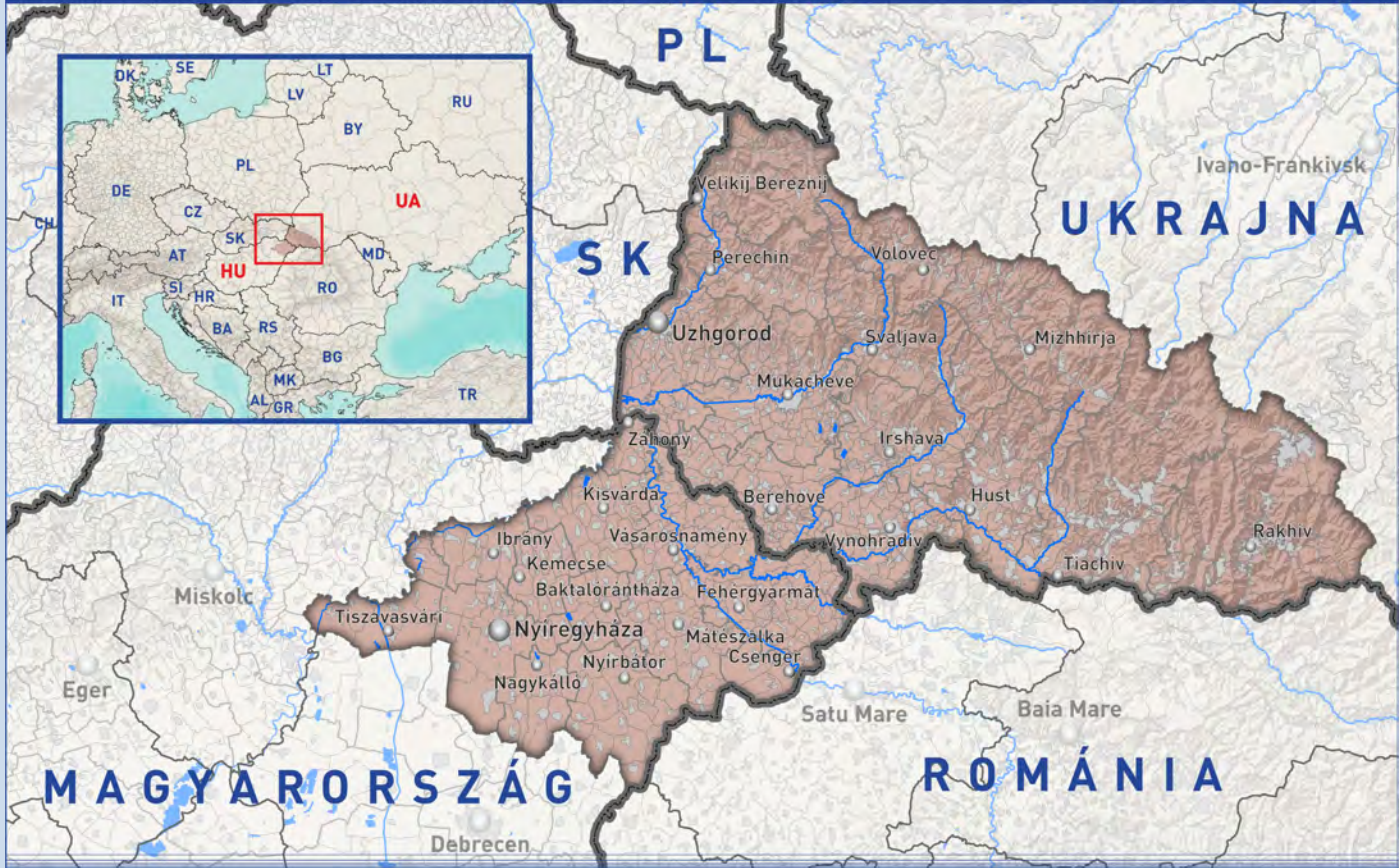 PL
DK
SE
LT
LV
RU
BY
PL
DE
UA
CZ
CH
SK
AT
MD
HU
SI
HR
RO
IT
BA
RS
BG
MK
AL
GR
TR
SK
UKRAJNA
Ivano-Frankivsk
Velikij Bereznij
Perechin
Volovec
Uzhgorod
Svaljava
Mizhhirja
Mukacheve
Záhony
Irshava
Kisvárda
Berehove
Hust
Ibrány
Vásárosnamény
Vynohradiv
Rakhiv
Kemecse
Tiachiv
Miskolc
Baktalórántháza
Fehérgyarmat
Tiszavasvári
Nyíregyháza
Mátészalka
Csenger
Nyírbátor
Nagykálló
Eger
Satu Mare
Baia Mare
MAGYARORSZÁG
ROMÁNIA
Debrecen